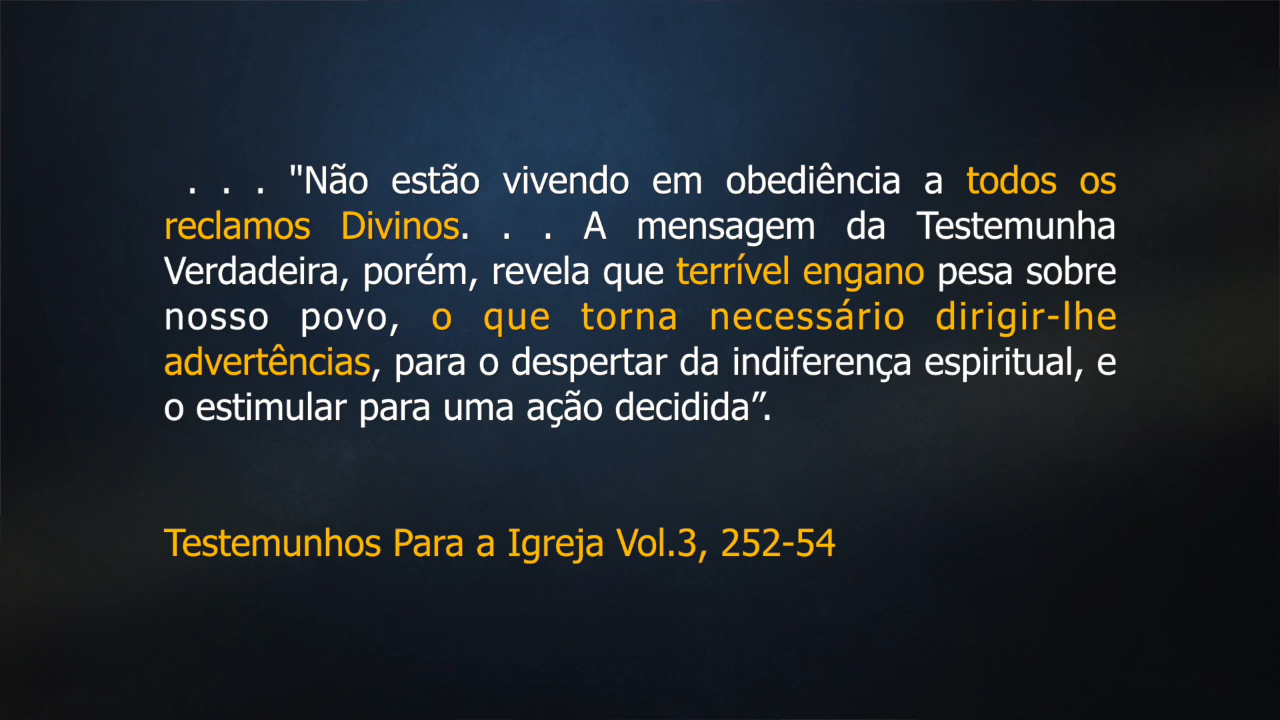 . . . "Não estão vivendo em obediência a todos os
reclamos Divinos. . . A mensagem da Testemunha
Verdadeira, porém, revela que terrível engano pesa sobre
nosso povo, o que torna necessário dirigir-lhe
advertências, para o despertar da indiferença espiritual, e
o estimular para uma ação decidida”.
Testemunhos Para a Igreja Vol.3, 252-54